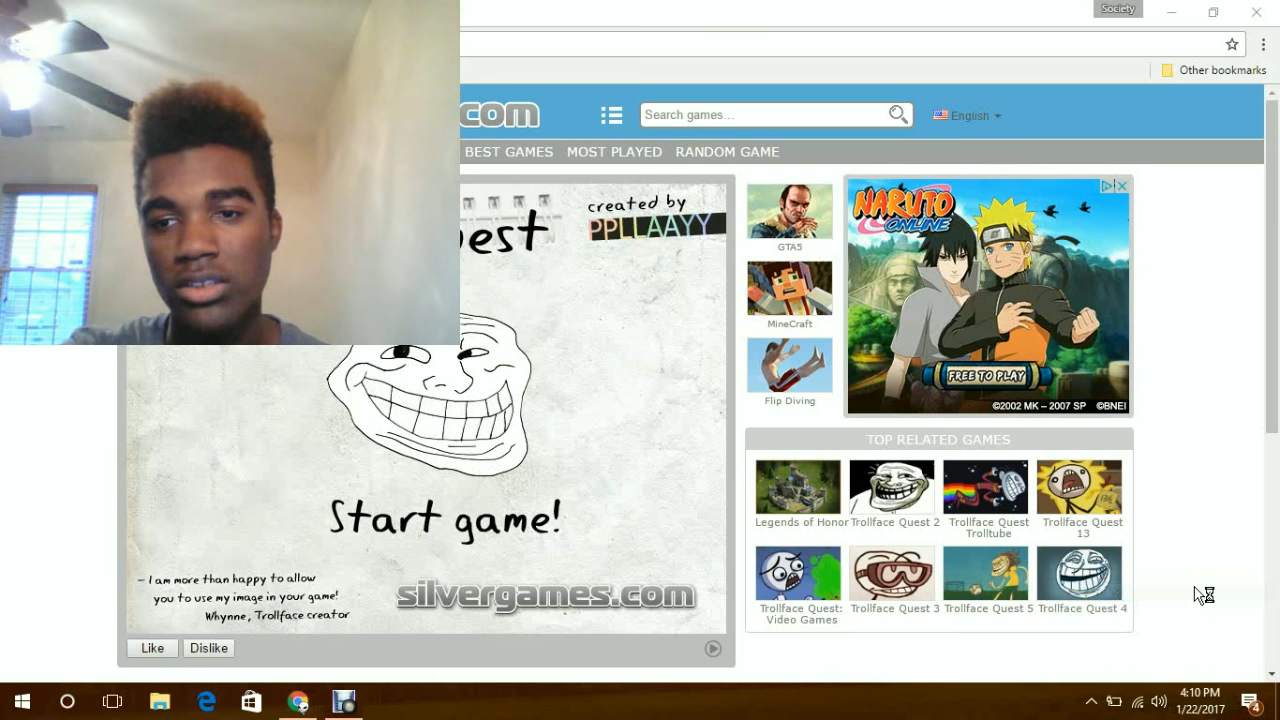 Society
Other bookmarks
.com
Search games...
English
BEST GAMES
MOST PLAYED
RANDOM GAME
created by
PPLLAAYY
uest
Start game!
– I am more than happy to allow
you to use my image in your game!
Whynne, Trollface creator
silvergames.com
Like
Dislike
GTA5
MineCraft
Flip Diving
NARUTO
ONLINE
FREE TO PLAY
©2002 MK – 2007 SP ©BNEI
TOP RELATED GAMES
Legends of Honor
Trollface Quest 2
Trollface Quest
Trolltube
Trollface Quest
13
Trollface Quest:
Video Games
Trollface Quest 3
Trollface Quest 5
Trollface Quest 4
4:10 PM
1/22/2017
4